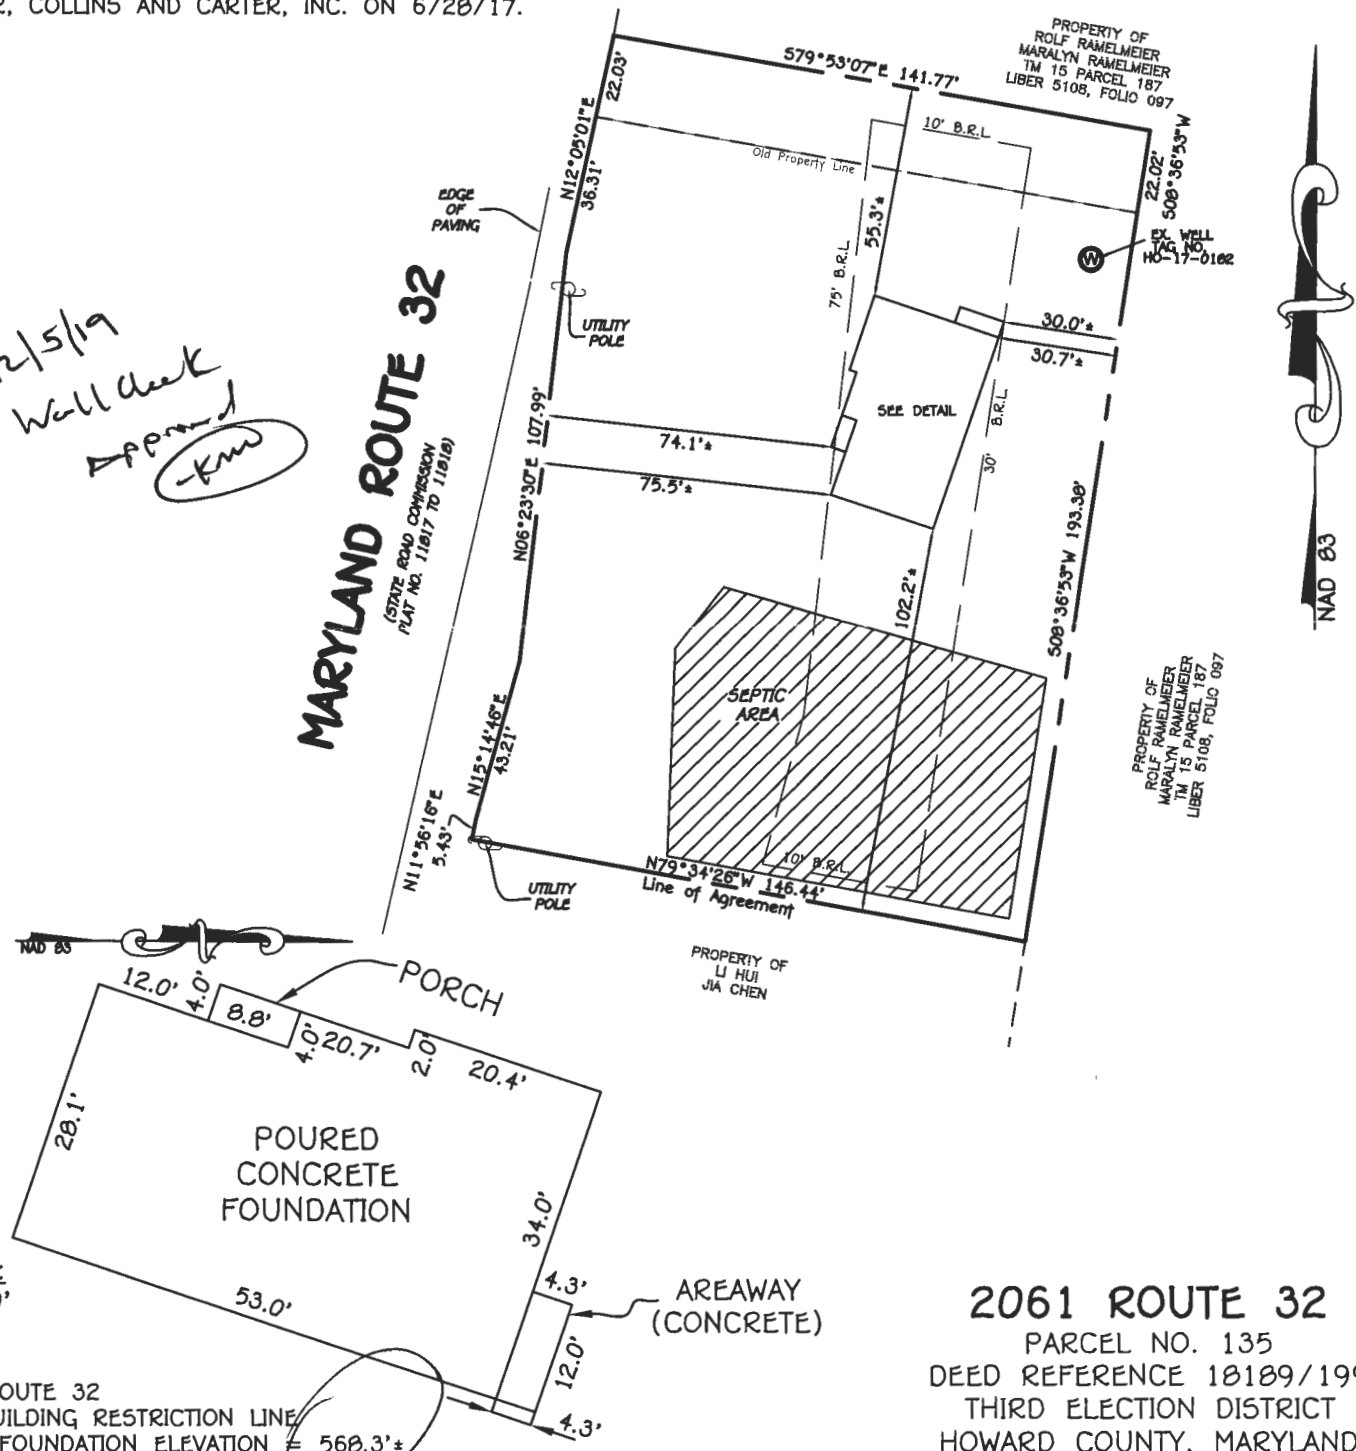 COLLINS AND CARTER, INC. ON 6/28/17.
PROPERTY OF
ROLF RAMELMEIER
MARALYN RAMELMEIER
TM 15 PARCEL 187
LIBER 5108, FOLIO 097
S79°53'07"E 141.77'
22.03'
N12°05'01"E
36.31'
10' B.R.L
Old Property Line
22.02'
S08°36'53"W
EDGE
OF
PAVING
55.3'±
75' B.R.L
EX. WELL
TAG NO.
HO-17-0182
W
UTILITY
POLE
30.0'±
30.7'±
2/5/19
Wall Check
Approved
-KMW
MARYLAND ROUTE 32
(STATE ROAD COMMISSION
PLAT NO. 11817 TO 11818)
SEE DETAIL
30' B.R.L.
N06°23'30"E 107.99'
74.1'±
75.5'±
NAD 83
S08°36'53"W 193.38'
102.2'±
SEPTIC
AREA
PROPERTY OF
ROLF RAMELMEIER
MARALYN RAMELMEIER
TM 15 PARCEL 187
LIBER 5108, FOLIO 097
N15°14'46"E
43.21'
N11°56'16"E
5.43'
10' B.R.L
N79°34'26"W 146.44'
Line of Agreement
UTILITY
POLE
PROPERTY OF
LI HUI
JIA CHEN
NAD 83
PORCH
12.0'
4.0'
8.8'
4.0'
20.7'
2.0'
20.4'
28.1'
POURED
CONCRETE
FOUNDATION
34.0'
53.0'
4.3'
AREAWAY
(CONCRETE)
12.0'
4.3'
2061 ROUTE 32
PARCEL NO. 135
DEED REFERENCE 18189/19
THIRD ELECTION DISTRICT
HOWARD COUNTY, MARYLAND
OUTE 32
UILDING RESTRICTION LINE
FOUNDATION ELEVATION = 568.3'±